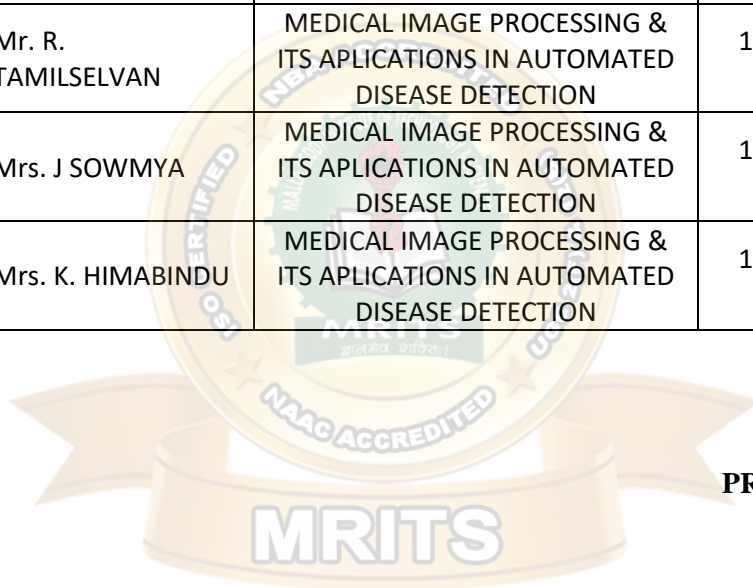 Mr. R.
TAMILSELVAN
MEDICAL IMAGE PROCESSING &
ITS APLICATIONS IN AUTOMATED
DISEASE DETECTION
1
Mrs. J SOWMYA
MEDICAL IMAGE PROCESSING &
ITS APLICATIONS IN AUTOMATED
DISEASE DETECTION
1
Mrs. K. HIMABINDU
MEDICAL IMAGE PROCESSING &
ITS APLICATIONS IN AUTOMATED
DISEASE DETECTION
1
MRITS
NAAC ACCREDITED
PR
MRITS